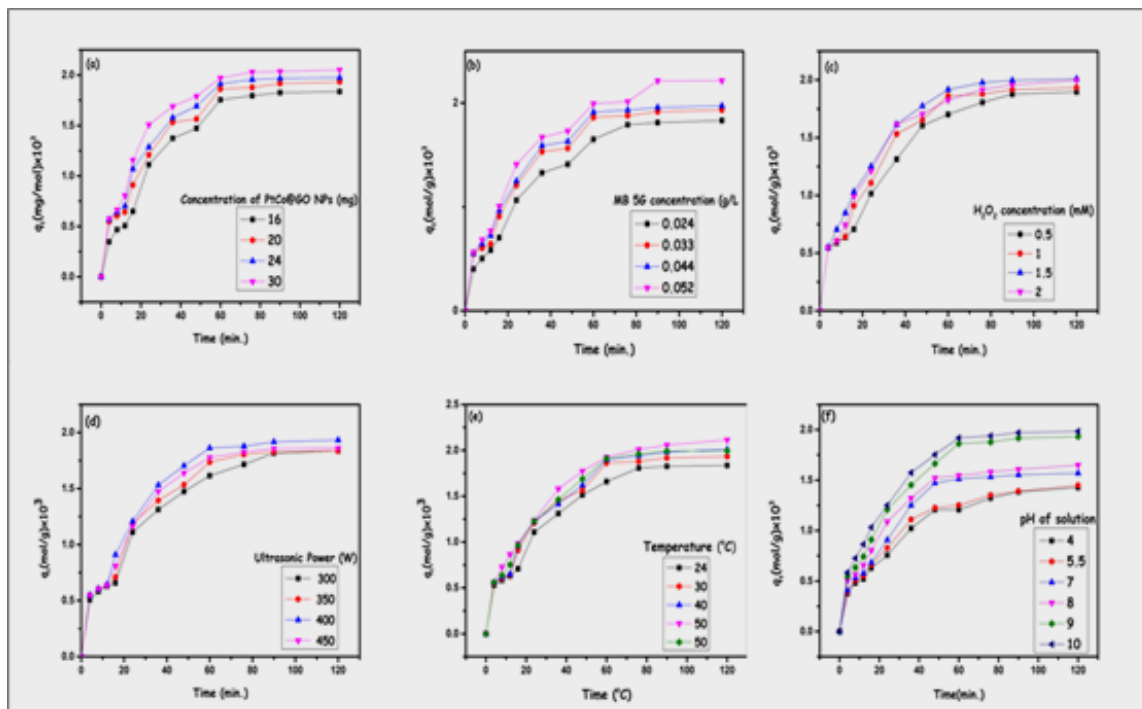 (a)
qₜ(mg/mol)×10³
2.0
1.5
1.0
0.5
0.0
Concentration of PtCo@GO NPs (mg)
16
20
24
30
0 20 40 60 80 100 120
Time (min.)
(b)
qₜ(mol/g)×10³
2
0
MB 5G concentration (g/L
0.024
0.033
0.044
0.052
0 20 40 60 80 100 120
Time (min.)
(c)
qₜ(mol/g)×10³
2.0
1.5
1.0
0.5
0.0
H₂O₂ concentration (mM)
0.5
1
1.5
2
0 20 40 60 80 100 120
Time (min.)
(d)
qₜ(mol/g)×10³
2.0
1.5
1.0
0.5
0.0
Ultrasonic Power (W)
300
350
400
450
0 20 40 60 80 100 120
Time (min.)
(e)
qₜ(mol/g)×10³
2.5
2.0
1.5
1.0
0.5
0.0
Temperature (°C)
24
30
40
50
50
0 20 40 60 80 100 120
Time (°C)
(f)
qₜ(mol/g)×10³
2.0
1.5
1.0
0.5
0.0
pH of solution
4
5.5
7
8
9
10
0 20 40 60 80 100 120
Time(min.)